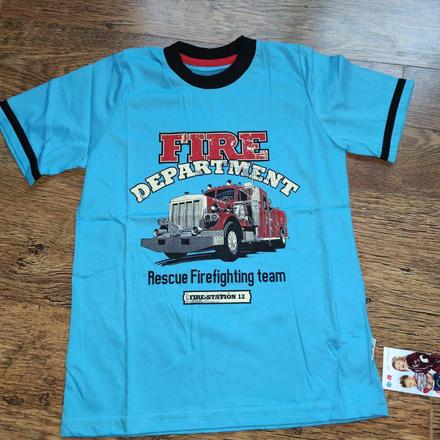 FIRE
DEPARTMENT
Rescue Firefighting team
FIRE-STATION 12